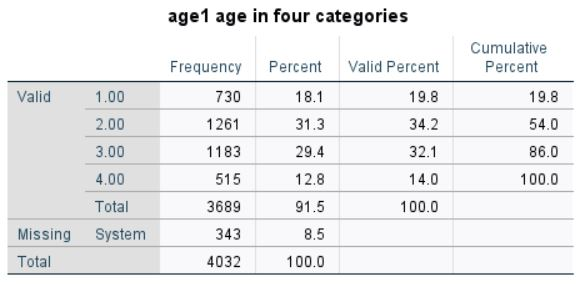 age1 age in four categories
Frequency Percent Valid Percent Cumulative Percent
Valid 1.00 730 18.1 19.8 19.8
2.00 1261 31.3 34.2 54.0
3.00 1183 29.4 32.1 86.0
4.00 515 12.8 14.0 100.0
Total 3689 91.5 100.0
Missing System 343 8.5
Total 4032 100.0